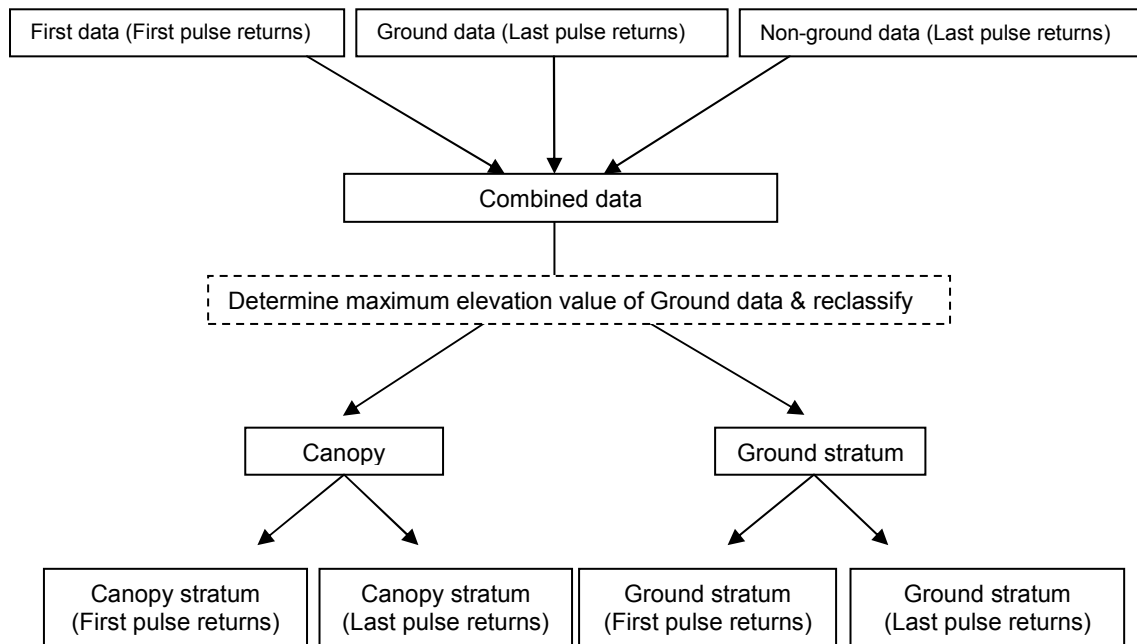 First data (First pulse returns)
Ground data (Last pulse returns)
Non-ground data (Last pulse returns)
Combined data
Determine maximum elevation value of Ground data & reclassify
Canopy
Ground stratum
Canopy stratum
(First pulse returns)
Canopy stratum
(Last pulse returns)
Ground stratum
(First pulse returns)
Ground stratum
(Last pulse returns)